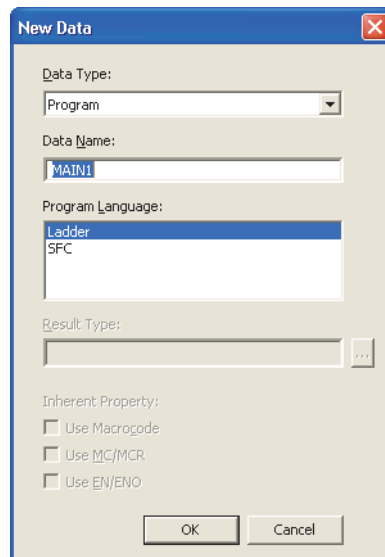 New Data
Data Type:
Program
Data Name:
MAIN1
Program Language:
Ladder
SFC
Result Type:
...
Inherent Property:
Use Macrocode
Use MC/MCR
Use EN/ENO
OK Cancel